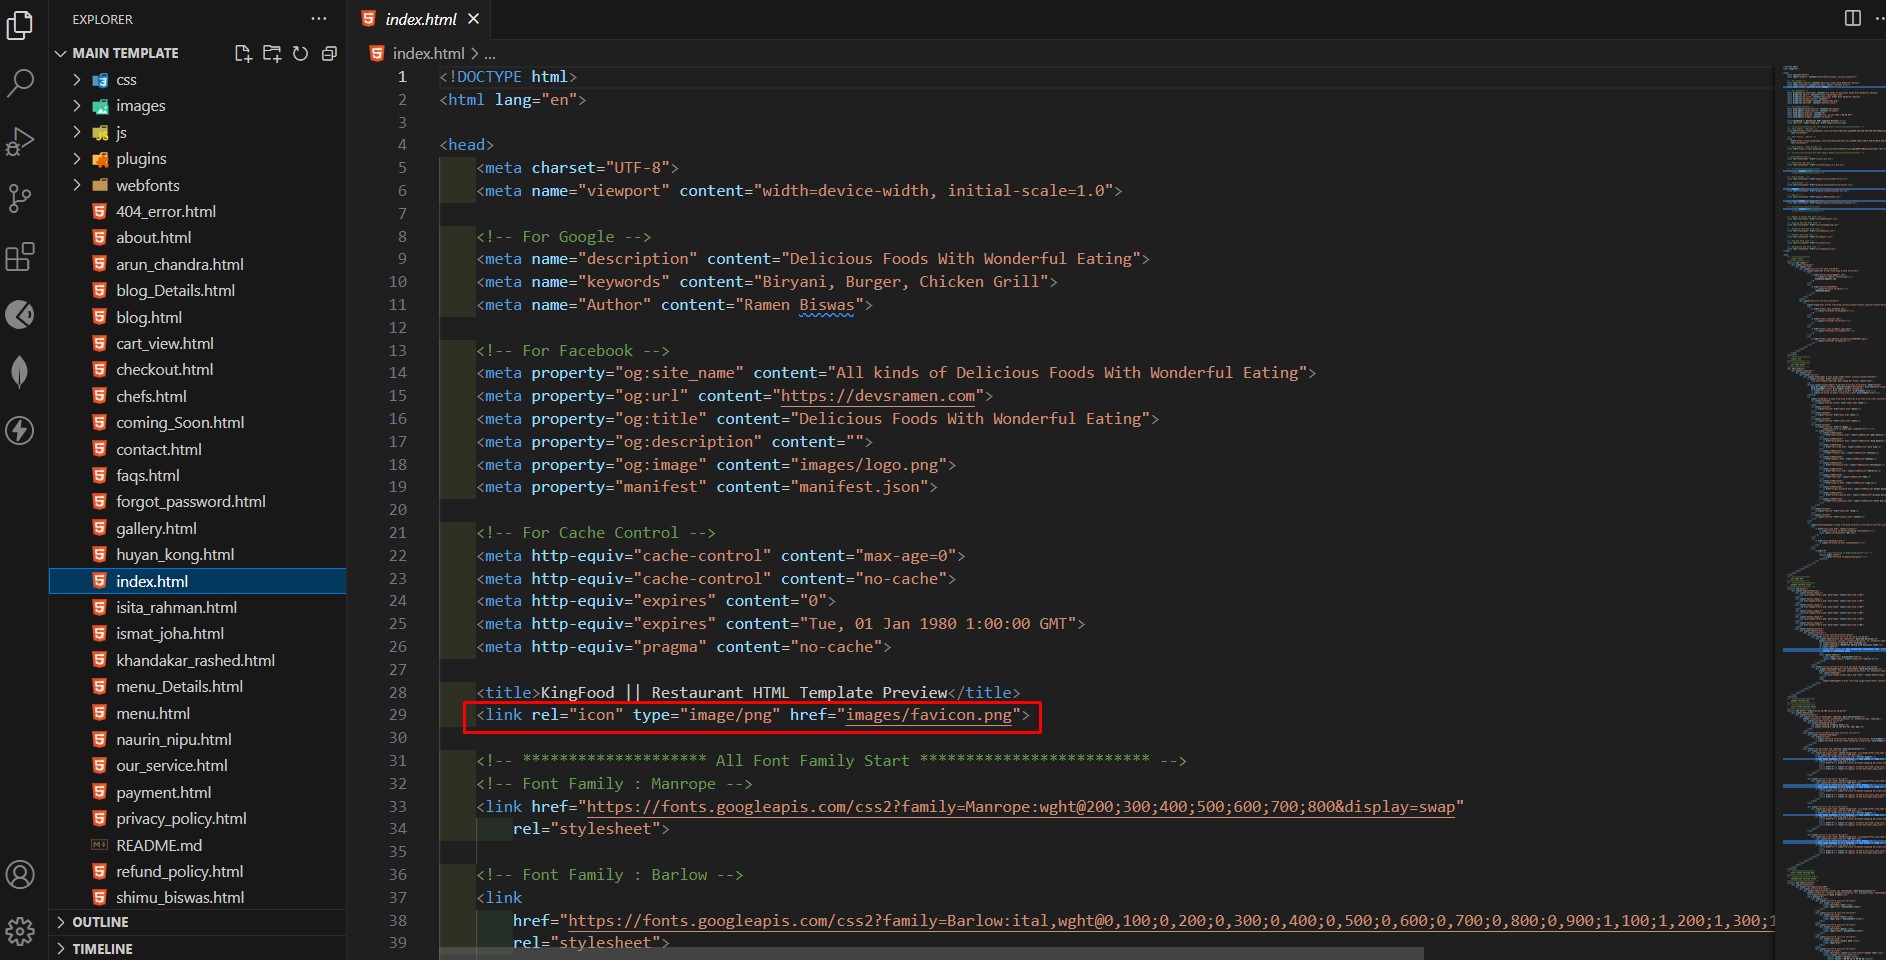 EXPLORER
MAIN TEMPLATE
css
images
js
plugins
webfonts
404_error.html
about.html
arun_chandra.html
blog_Details.html
blog.html
cart_view.html
checkout.html
chefs.html
coming_Soon.html
contact.html
faqs.html
forgot_password.html
gallery.html
huyan_kong.html
index.html
isita_rahman.html
ismat_joha.html
khandakar_rashed.html
menu_Details.html
menu.html
naurin_nipu.html
our_service.html
payment.html
privacy_policy.html
README.md
refund_policy.html
shimu_biswas.html
OUTLINE
TIMELINE
index.html
index.html > ...
1 <!DOCTYPE html>
2 <html lang="en">
3
4 <head>
5 <meta charset="UTF-8">
6 <meta name="viewport" content="width=device-width, initial-scale=1.0">
7
8 <!-- For Google -->
9 <meta name="description" content="Delicious Foods With Wonderful Eating">
10 <meta name="keywords" content="Biryani, Burger, Chicken Grill">
11 <meta name="Author" content="Ramen Biswas">
12
13 <!-- For Facebook -->
14 <meta property="og:site_name" content="All kinds of Delicious Foods With Wonderful Eating">
15 <meta property="og:url" content="https://devsramen.com">
16 <meta property="og:title" content="Delicious Foods With Wonderful Eating">
17 <meta property="og:description" content="">
18 <meta property="og:image" content="images/logo.png">
19 <meta property="manifest" content="manifest.json">
20
21 <!-- For Cache Control -->
22 <meta http-equiv="cache-control" content="max-age=0">
23 <meta http-equiv="cache-control" content="no-cache">
24 <meta http-equiv="expires" content="0">
25 <meta http-equiv="expires" content="Tue, 01 Jan 1980 1:00:00 GMT">
26 <meta http-equiv="pragma" content="no-cache">
27
28 <title>KingFood || Restaurant HTML Template Preview</title>
29 <link rel="icon" type="image/png" href="images/favicon.png">
30
31 <!-- ******************** All Font Family Start ************************* -->
32 <!-- Font Family : Manrope -->
33 <link href="https://fonts.googleapis.com/css2?family=Manrope:wght@200;300;400;500;600;700;800&display=swap"
34 rel="stylesheet">
35
36 <!-- Font Family : Barlow -->
37 <link
38 href="https://fonts.googleapis.com/css2?family=Barlow:ital,wght@0,100;0,200;0,300;0,400;0,500;0,600;0,700;0,800;0,900;1,100;1,200;1,300;1
39 rel="stylesheet">